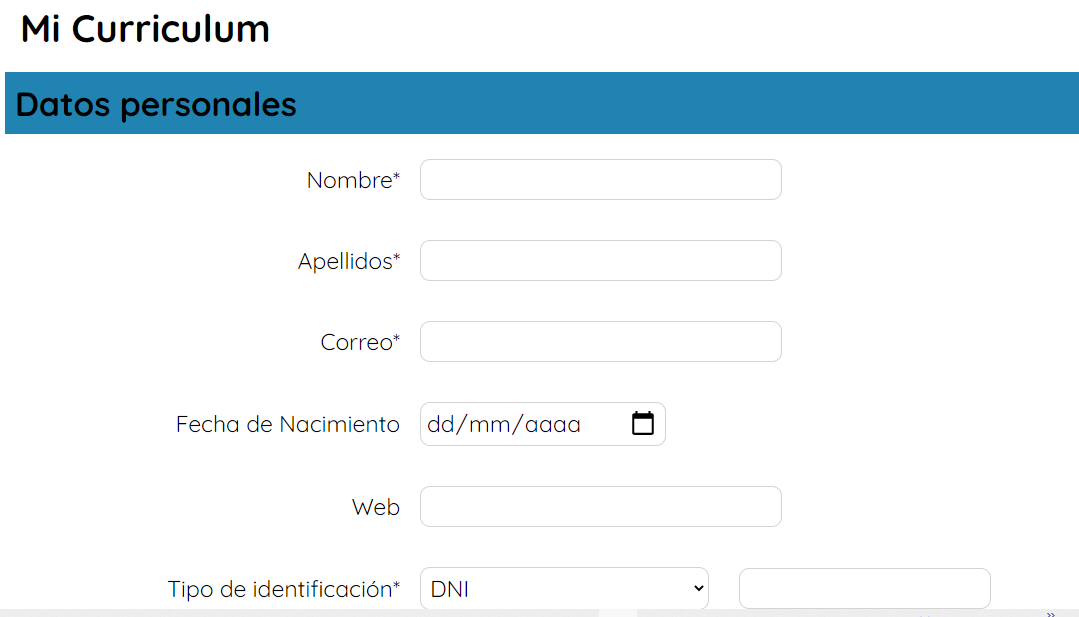 Mi Curriculum
Datos personales
Nombre*
Apellidos*
Correo*
Fecha de Nacimiento dd/mm/aaaa
Web
Tipo de identificación* DNI